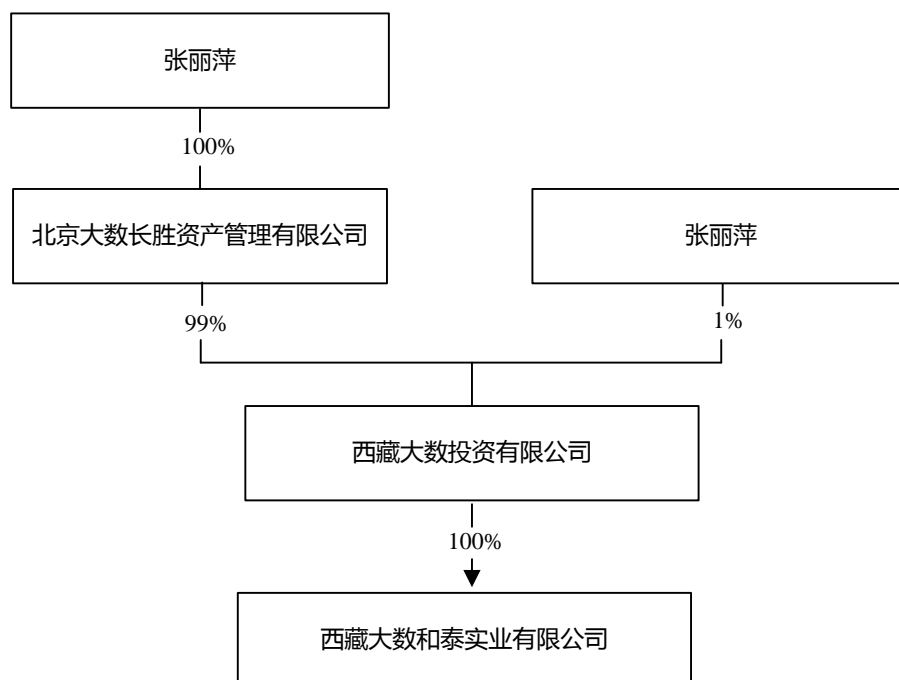 张丽萍
100%
北京大数长胜资产管理有限公司
张丽萍
99%
1%
西藏大数投资有限公司
100%
西藏大数和泰实业有限公司